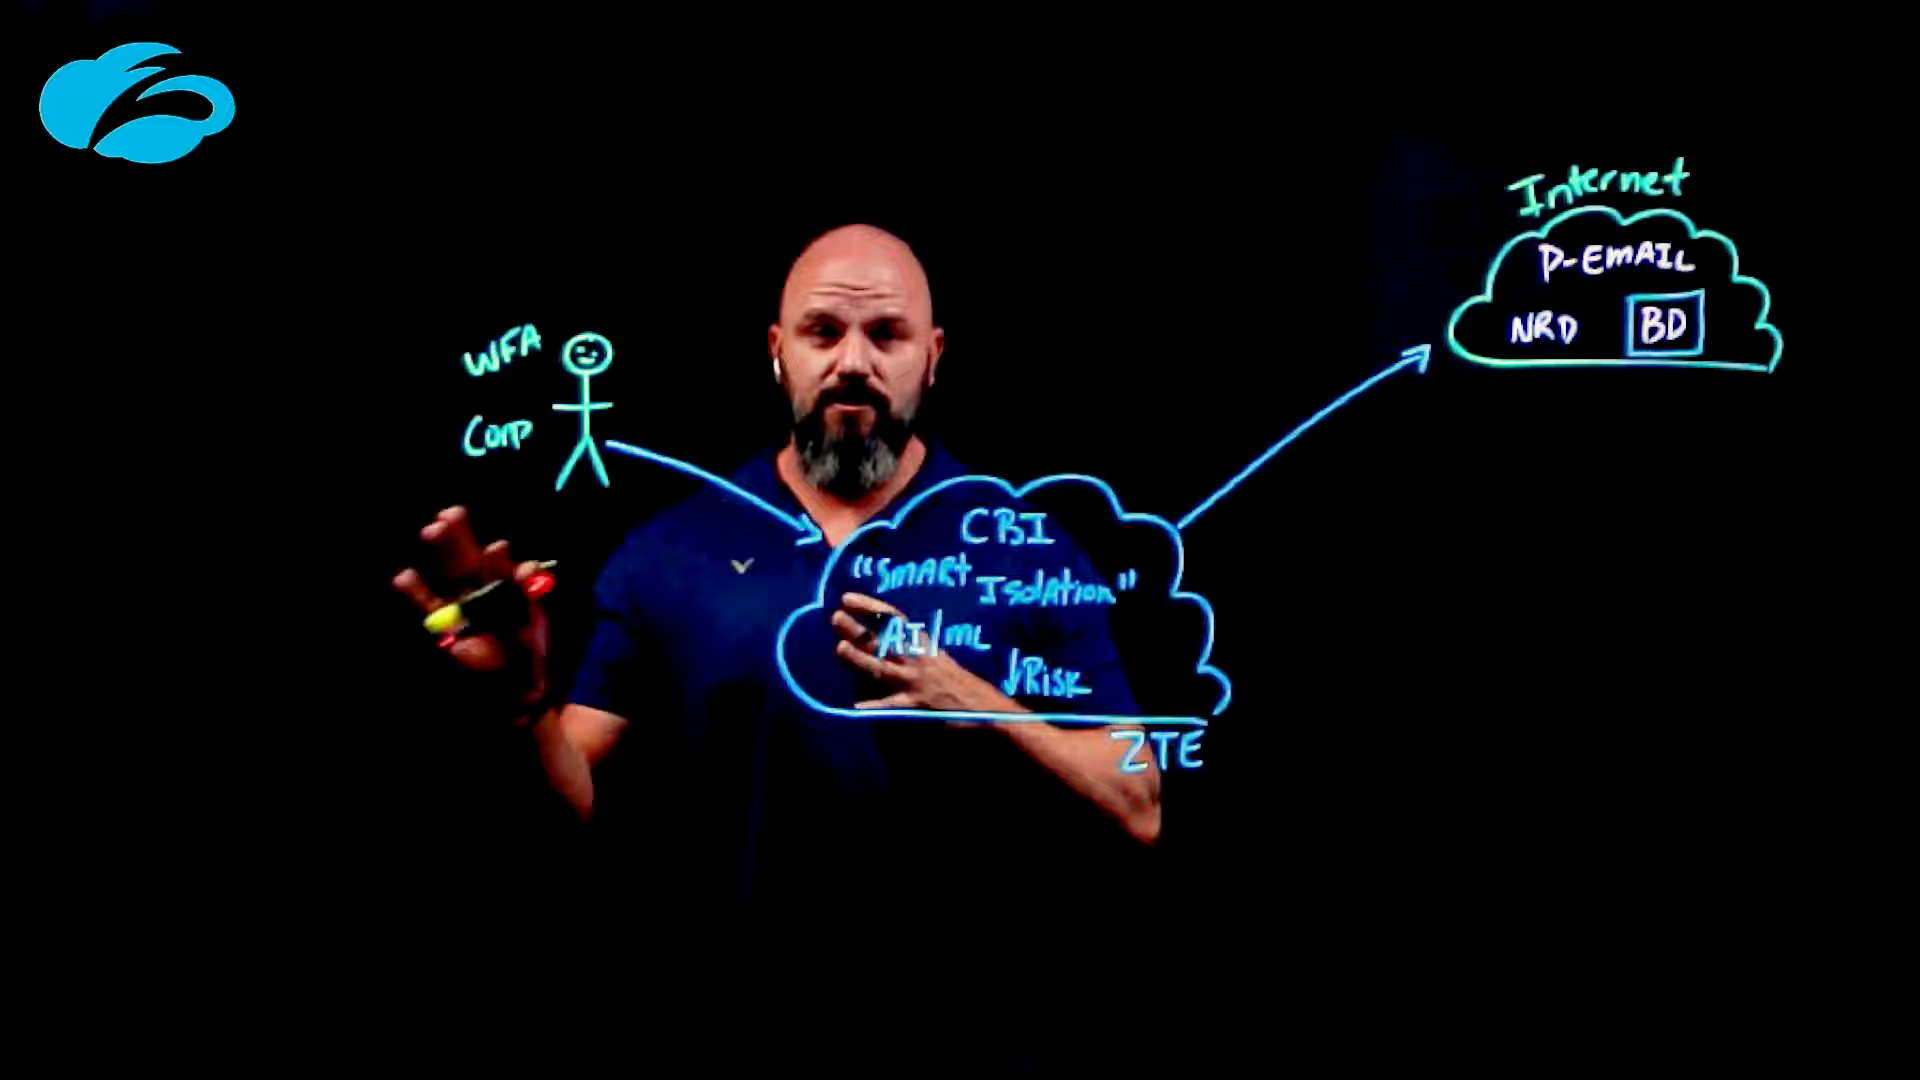 Internet
P-EMAIL
NRD
BD
WFA
Corp
CBI
"Smart Isolation"
AI/ML
↓Risk
ZTE